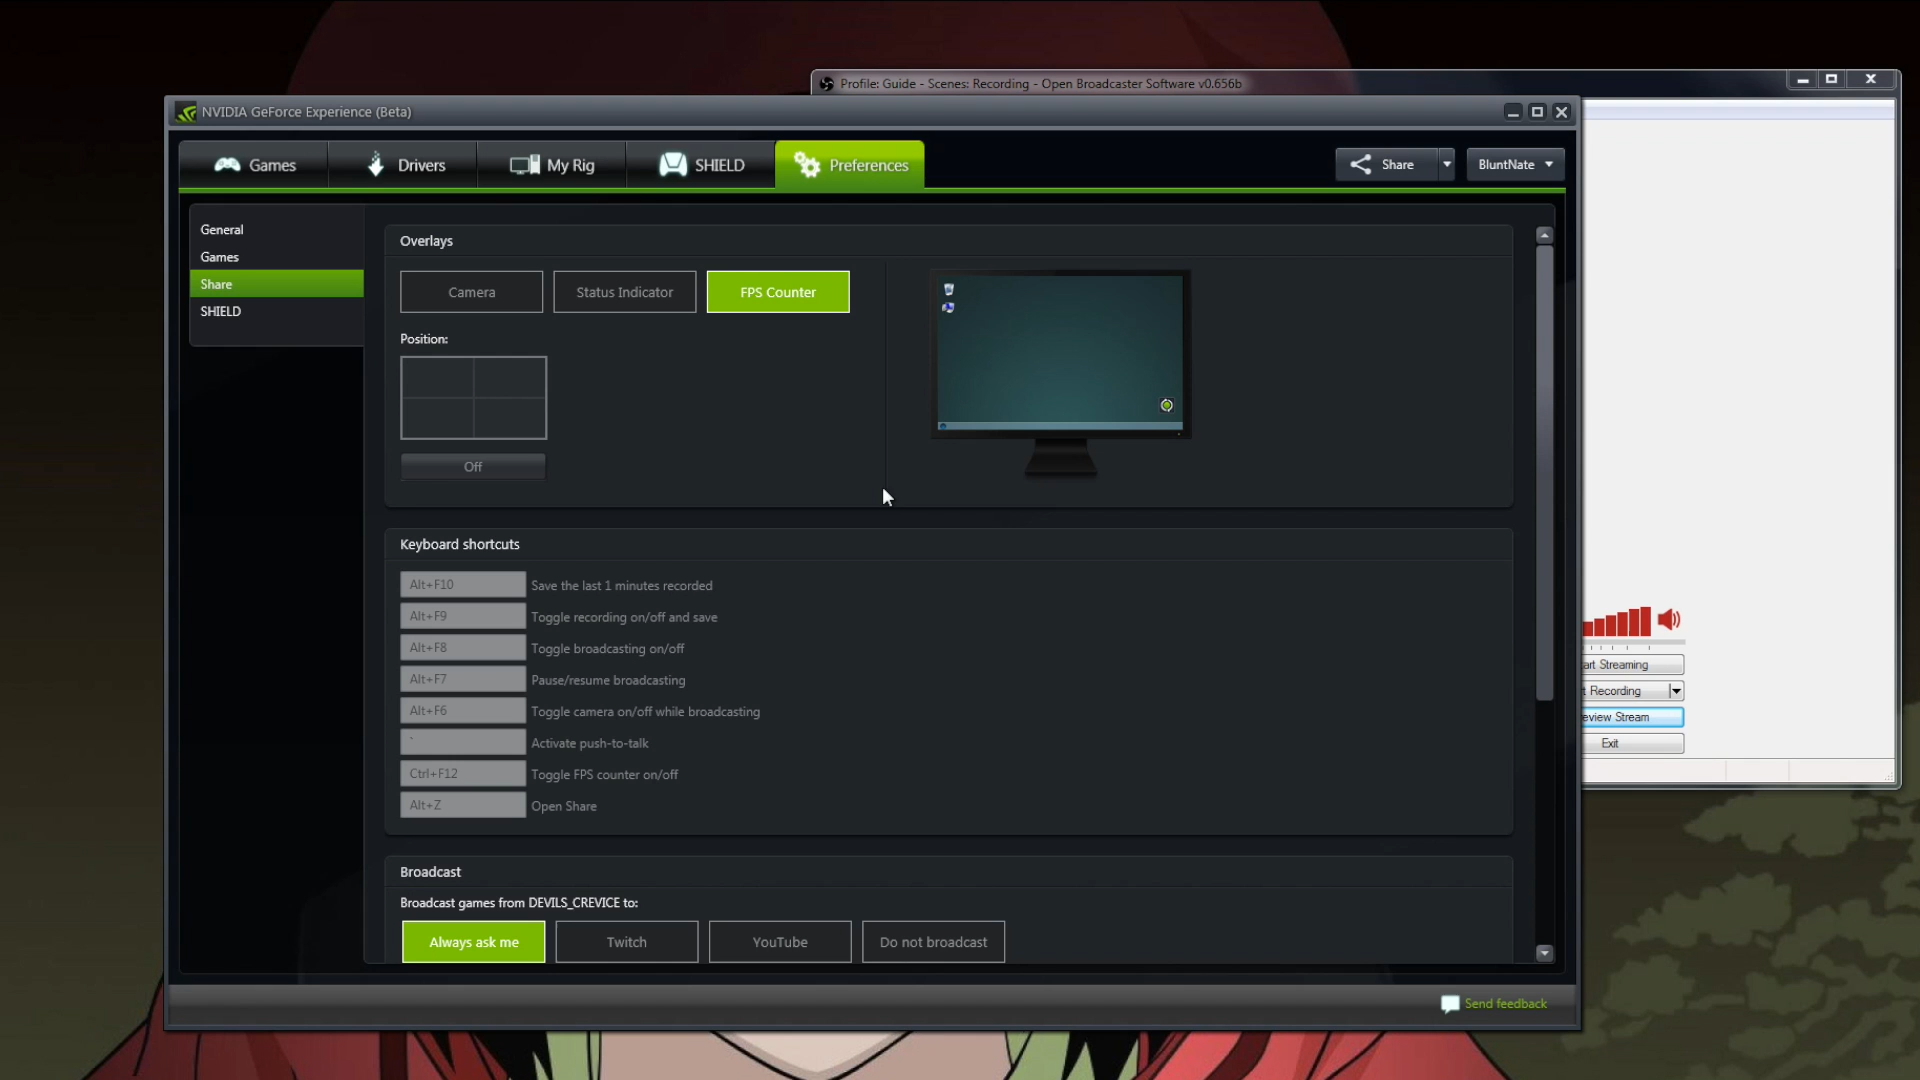 Profile: Guide - Scenes: Recording - Open Broadcaster Software v0.656b
NVIDIA GeForce Experience (Beta)
Games
Drivers
My Rig
SHIELD
Preferences
Share
BluntNate
General
Games
Share
SHIELD
Overlays
Camera
Status Indicator
FPS Counter
Position:
Off
Keyboard shortcuts
Alt+F10 Save the last 1 minutes recorded
Alt+F9 Toggle recording on/off and save
Alt+F8 Toggle broadcasting on/off
Alt+F7 Pause/resume broadcasting
Alt+F6 Toggle camera on/off while broadcasting
` Activate push-to-talk
Ctrl+F12 Toggle FPS counter on/off
Alt+Z Open Share
art Streaming
t Recording
eview Stream
Exit
Broadcast
Broadcast games from DEVILS_CREVICE to:
Always ask me
Twitch
YouTube
Do not broadcast
Send feedback